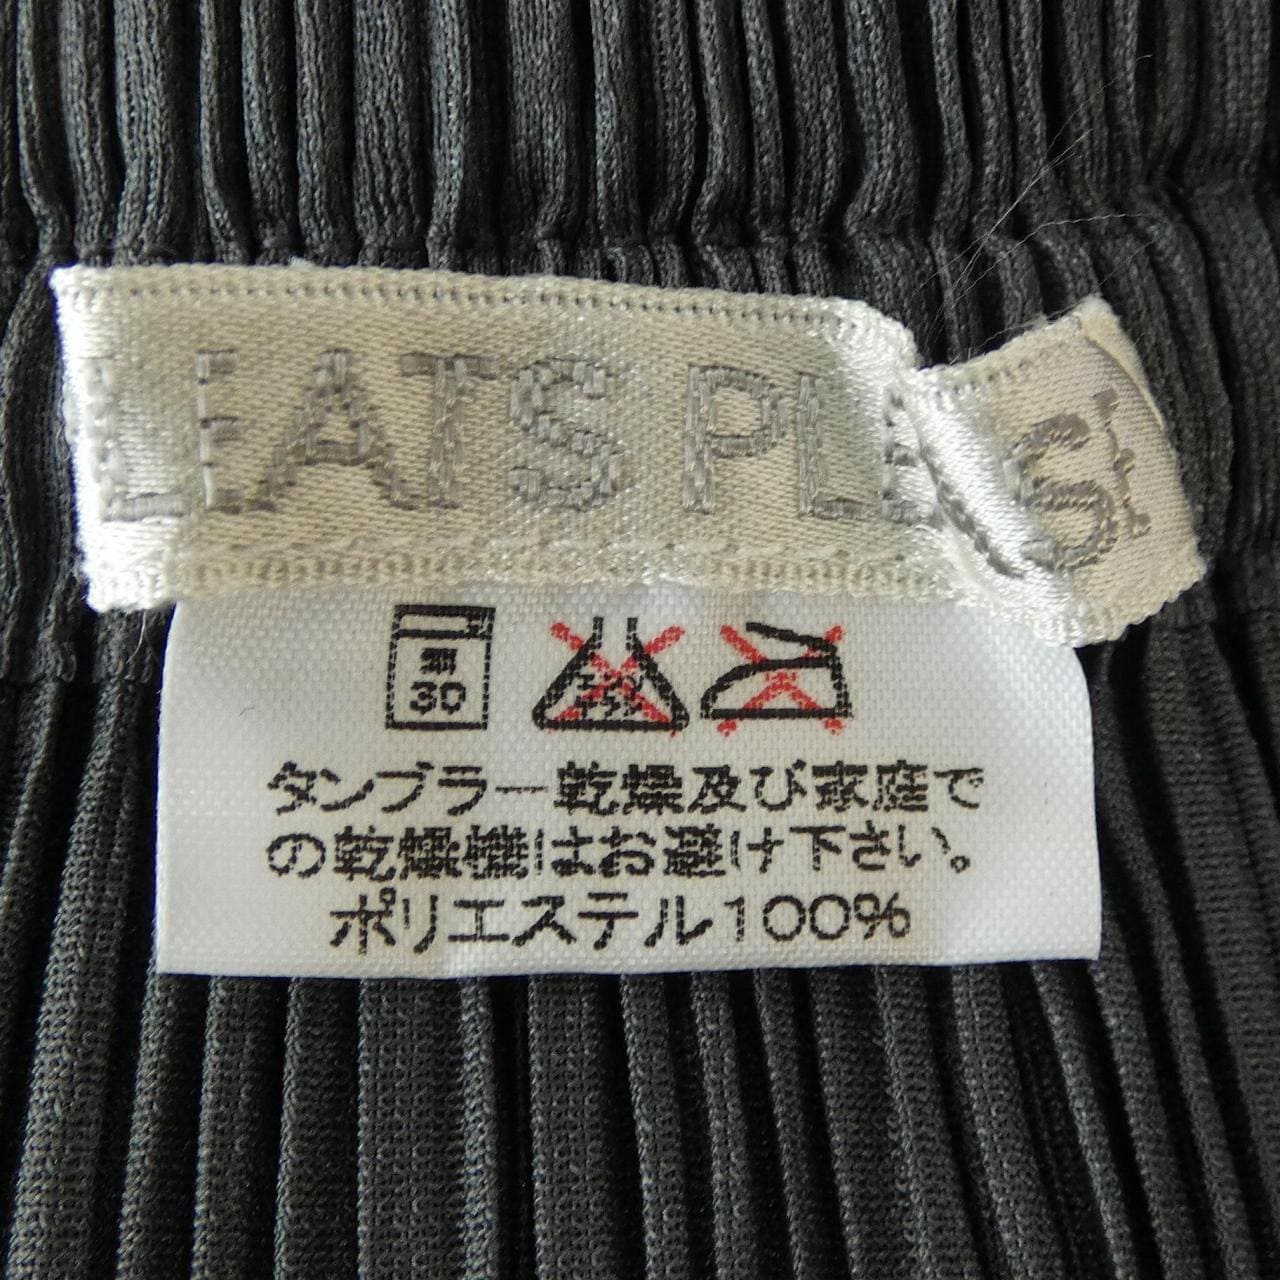 LEATS PL S
弱
30
タンブラー乾燥及び家庭で
の乾燥機はお避け下さい。
ポリエステル100%